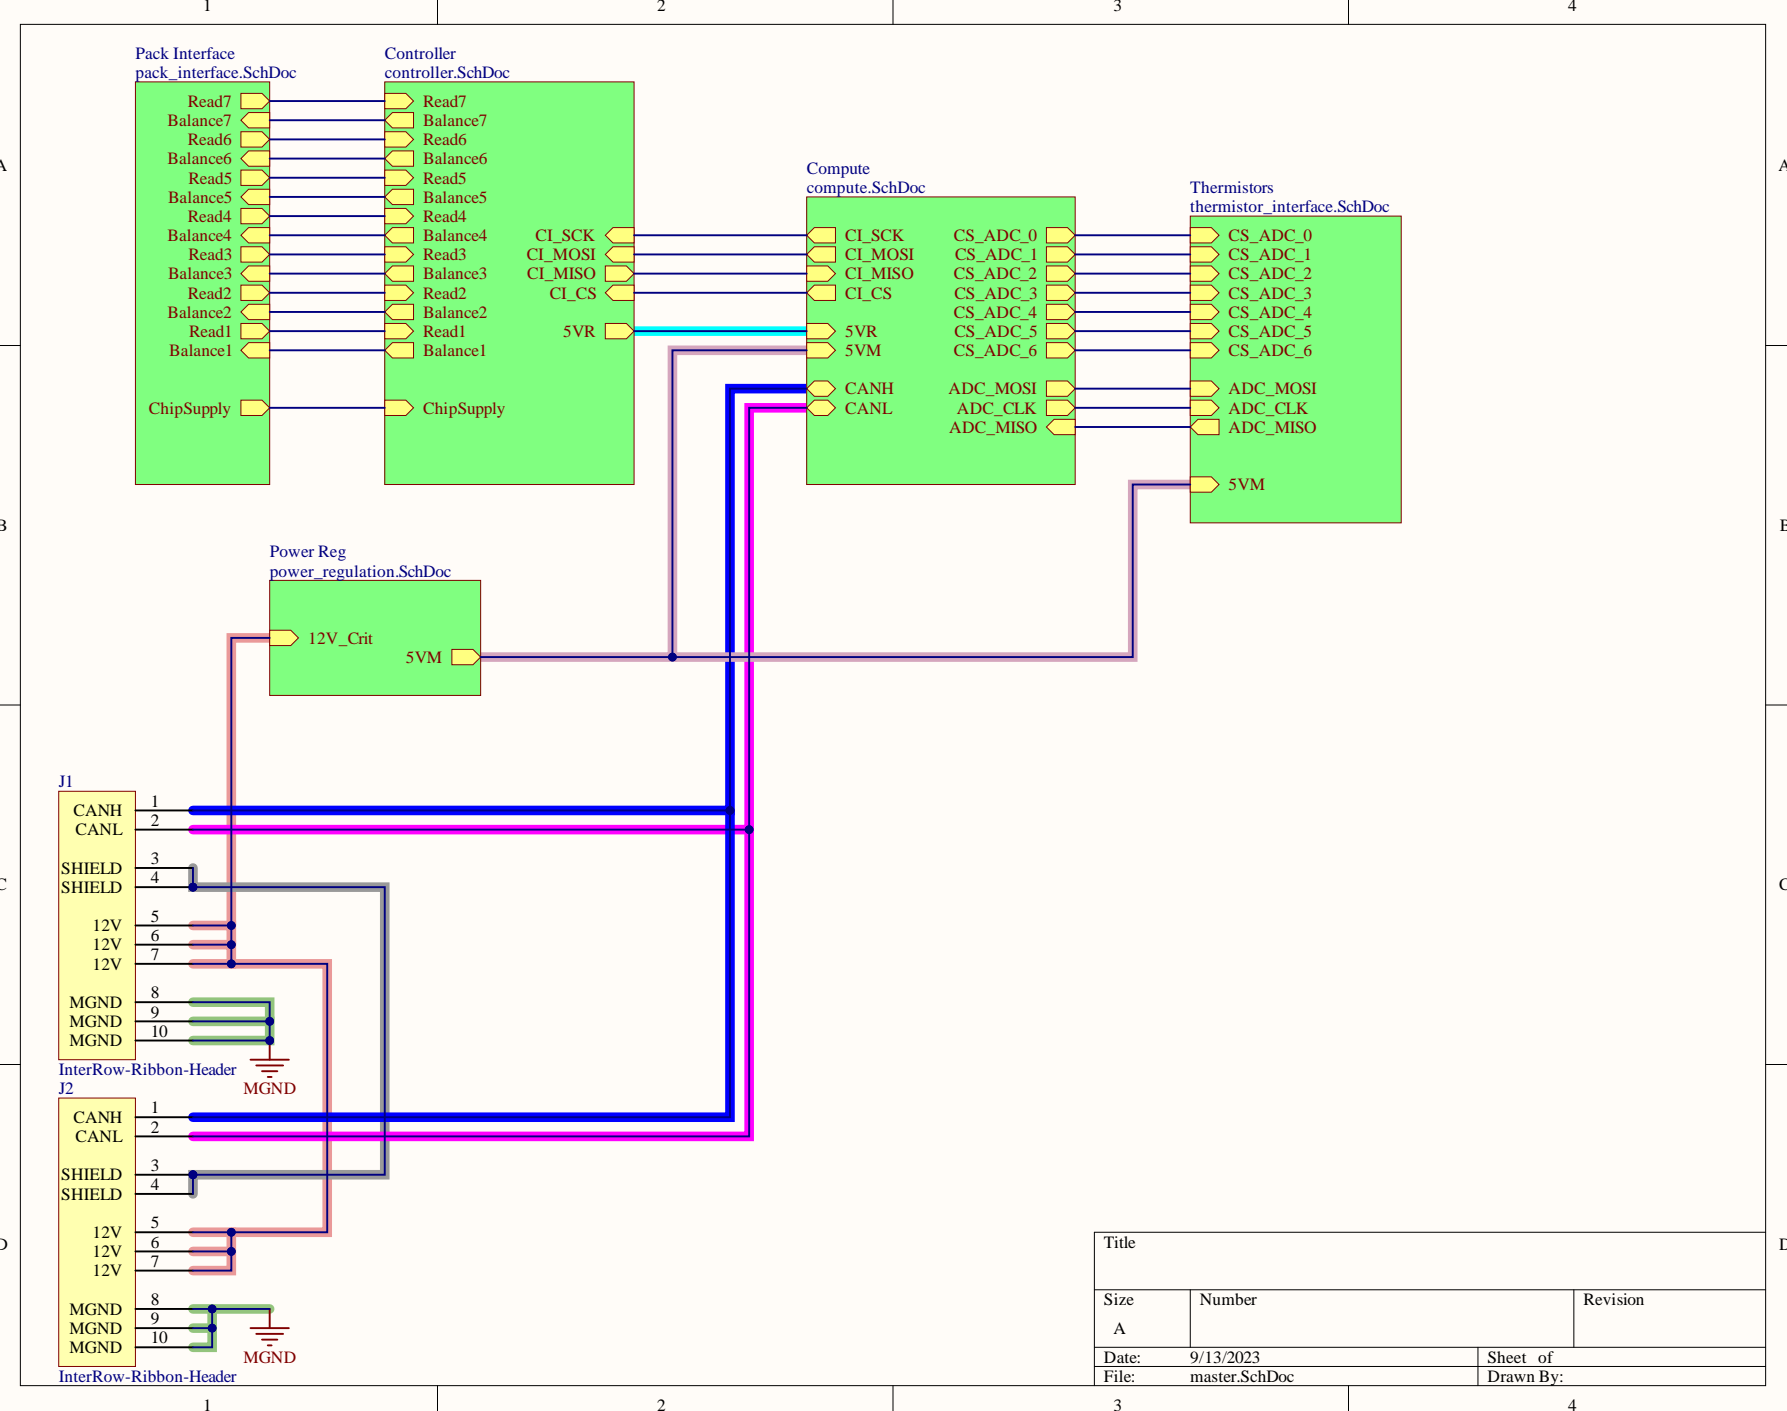 1 2 3 4
A A
B B
C C
D D
Pack Interface
pack_interface.SchDoc
Read7
Balance7
Read6
Balance6
Read5
Balance5
Read4
Balance4
Read3
Balance3
Read2
Balance2
Read1
Balance1
ChipSupply
Controller
controller.SchDoc
Read7
Balance7
Read6
Balance6
Read5
Balance5
Read4
Balance4
Read3
Balance3
Read2
Balance2
Read1
Balance1
ChipSupply
CI_SCK
CI_MOSI
CI_MISO
CI_CS
5VR
Compute
compute.SchDoc
CI_SCK
CI_MOSI
CI_MISO
CI_CS
5VR
5VM
CANH
CANL
CS_ADC_0
CS_ADC_1
CS_ADC_2
CS_ADC_3
CS_ADC_4
CS_ADC_5
CS_ADC_6
ADC_MOSI
ADC_CLK
ADC_MISO
Thermistors
thermistor_interface.SchDoc
CS_ADC_0
CS_ADC_1
CS_ADC_2
CS_ADC_3
CS_ADC_4
CS_ADC_5
CS_ADC_6
ADC_MOSI
ADC_CLK
ADC_MISO
5VM
Power Reg
power_regulation.SchDoc
12V_Crit
5VM
J1
CANH 1
CANL 2
SHIELD 3
SHIELD 4
12V 5
12V 6
12V 7
MGND 8
MGND 9
MGND 10
InterRow-Ribbon-Header
MGND
J2
CANH 1
CANL 2
SHIELD 3
SHIELD 4
12V 5
12V 6
12V 7
MGND 8
MGND 9
MGND 10
InterRow-Ribbon-Header
MGND
Title
Size Number Revision
A
Date: 9/13/2023 Sheet of
File: master.SchDoc Drawn By:
1 2 3 4